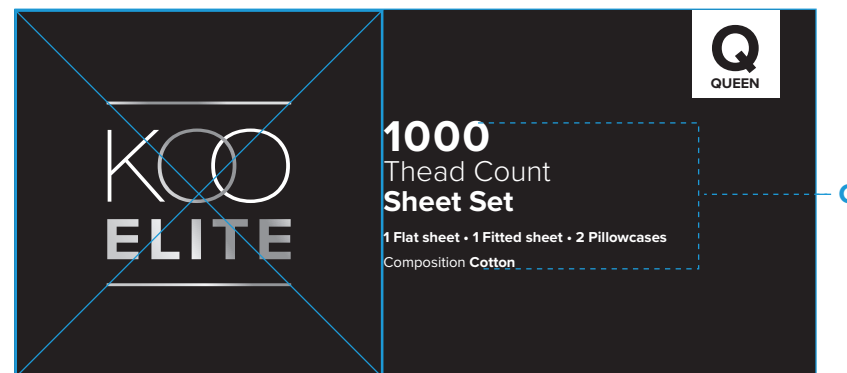 KOO
ELITE
Q
QUEEN
1000
Thead Count
Sheet Set
1 Flat sheet • 1 Fitted sheet • 2 Pillowcases
Composition Cotton